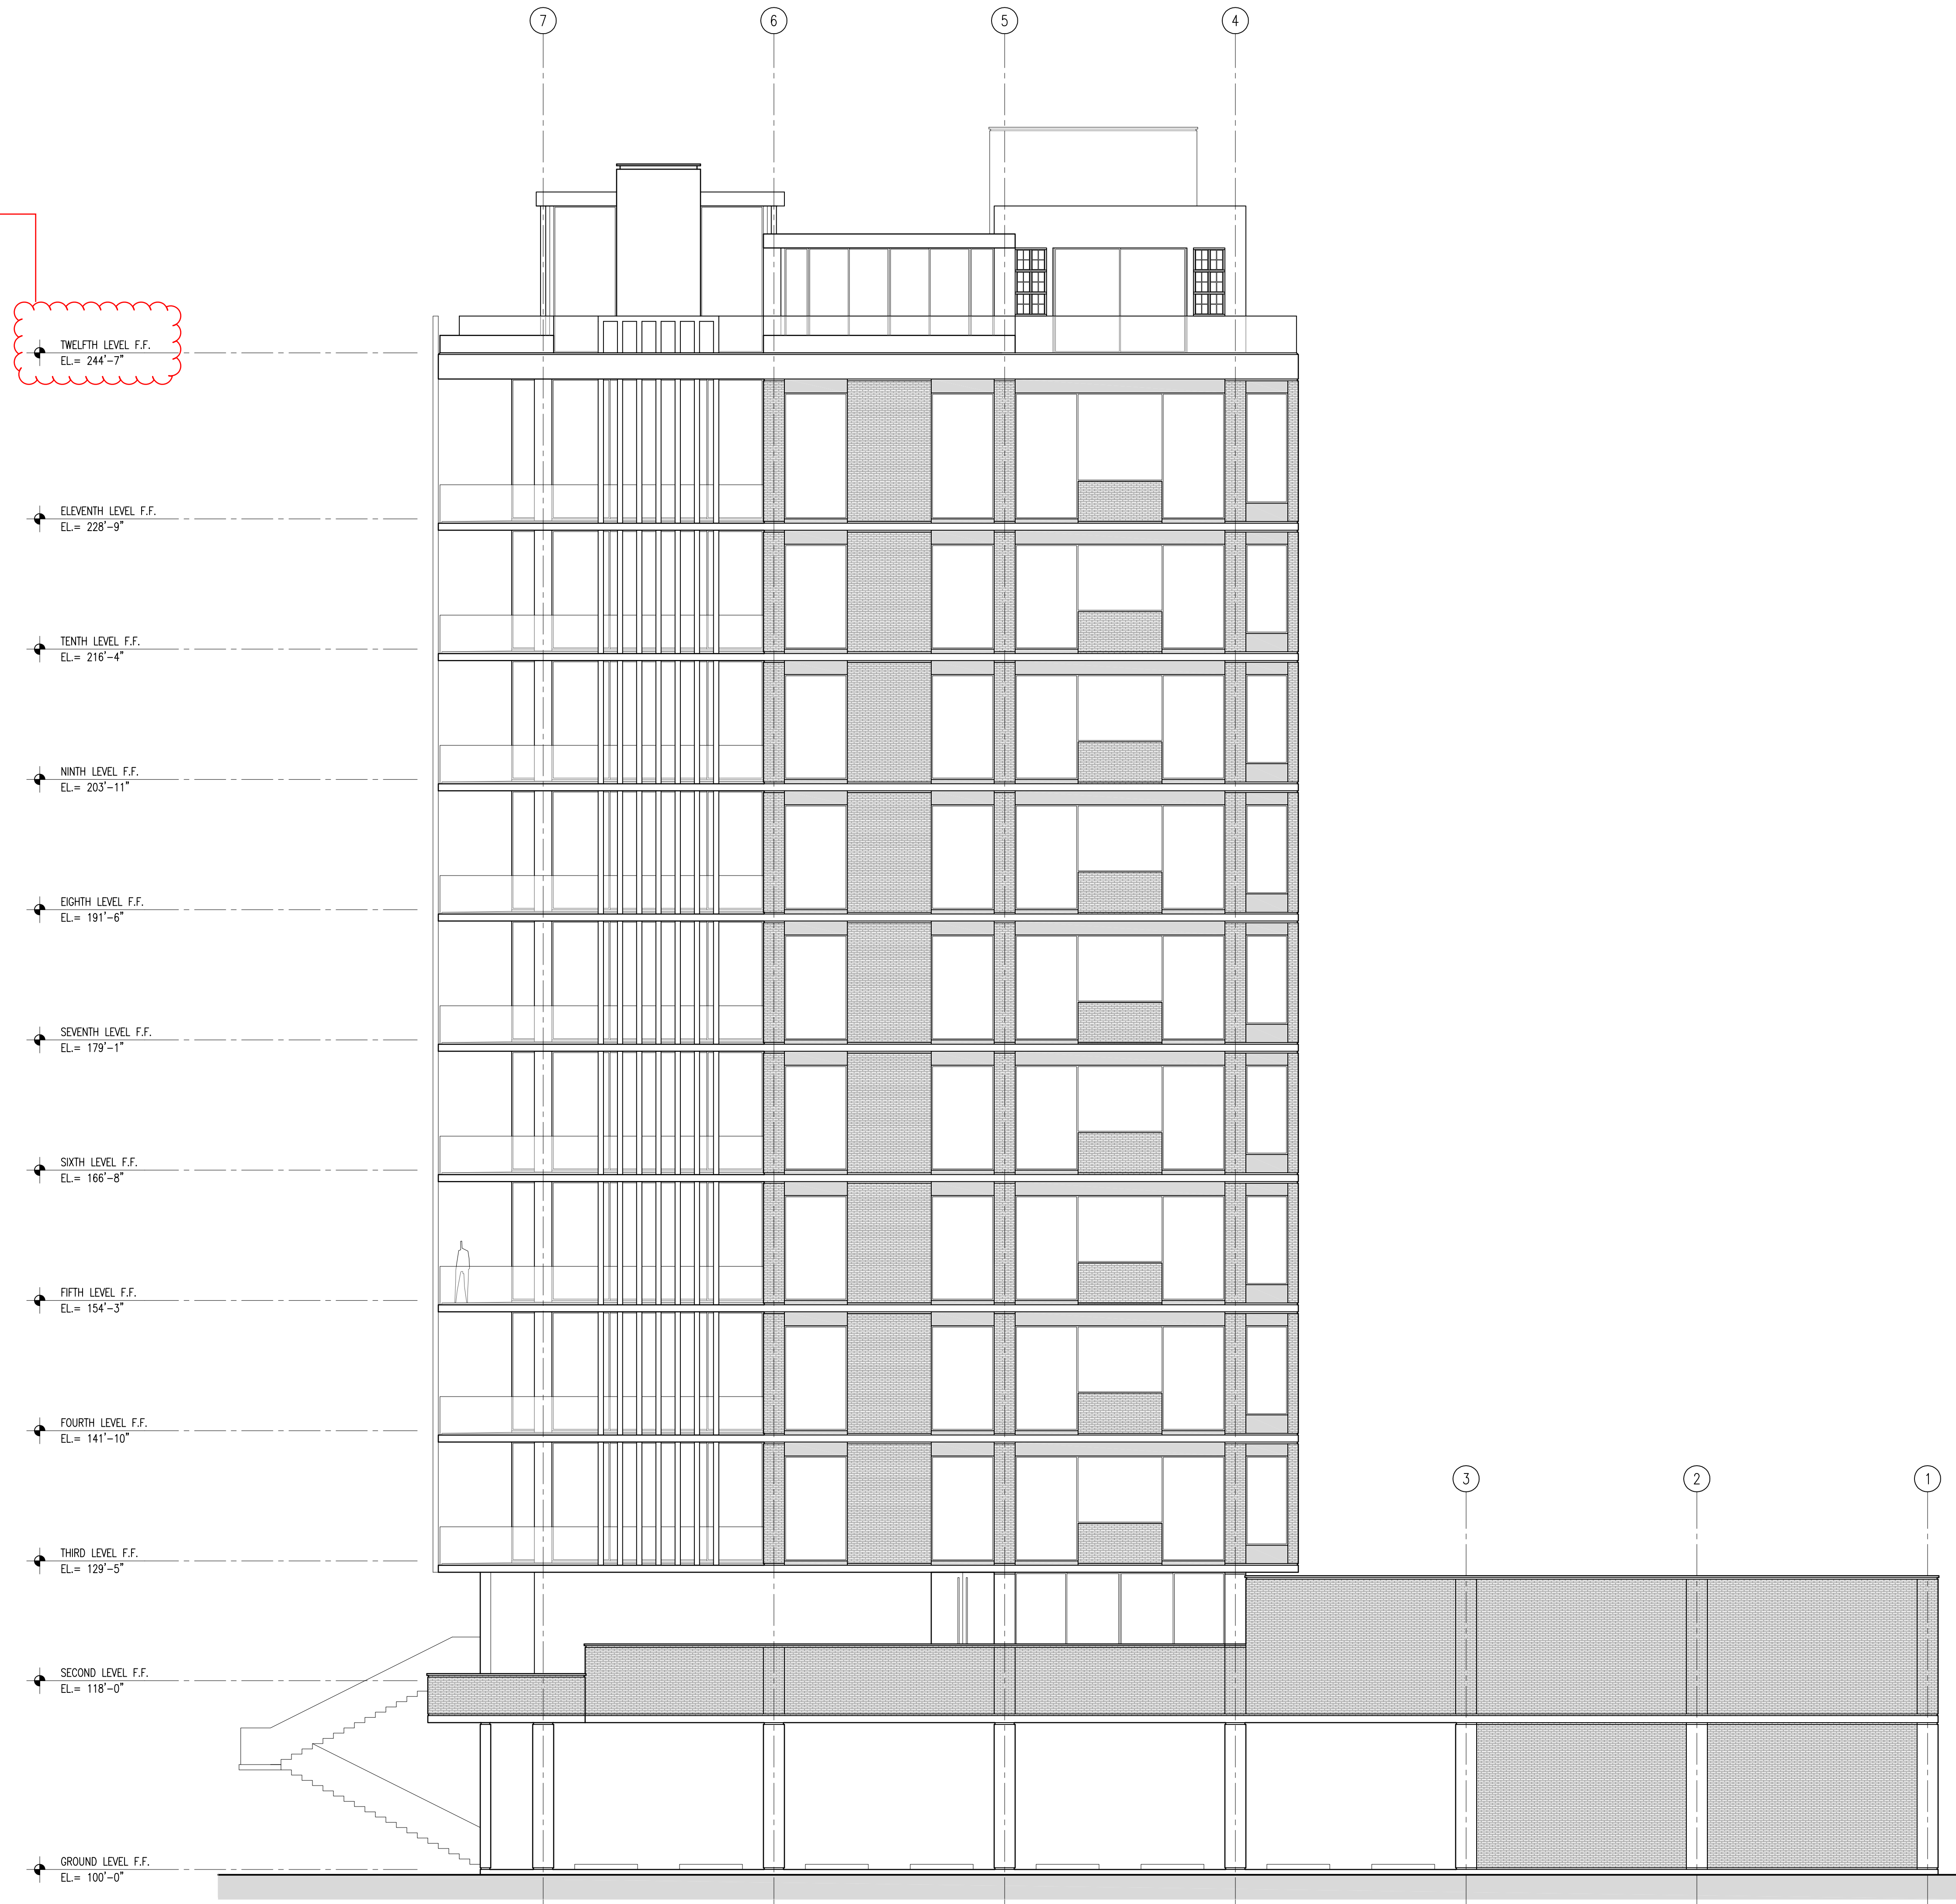 7
6
5
4
TWELFTH LEVEL F.F.
EL.= 244'-7"
ELEVENTH LEVEL F.F.
EL.= 228'-9"
TENTH LEVEL F.F.
EL.= 216'-4"
NINTH LEVEL F.F.
EL.= 203'-11"
EIGHTH LEVEL F.F.
EL.= 191'-6"
SEVENTH LEVEL F.F.
EL.= 179'-1"
SIXTH LEVEL F.F.
EL.= 166'-8"
FIFTH LEVEL F.F.
EL.= 154'-3"
FOURTH LEVEL F.F.
EL.= 141'-10"
3
2
1
THIRD LEVEL F.F.
EL.= 129'-5"
SECOND LEVEL F.F.
EL.= 118'-0"
GROUND LEVEL F.F.
EL.= 100'-0"